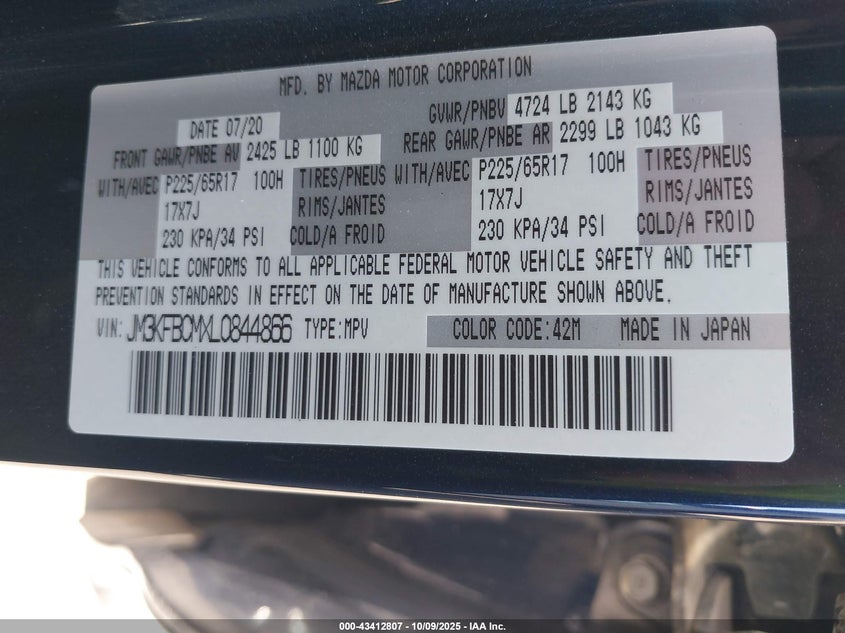 MFD. BY MAZDA MOTOR CORPORATION
DATE 07/20 GVWR/PNBV 4724 LB 2143 KG
FRONT GAWR/PNBE AV 2425 LB 1100 KG REAR GAWR/PNBE AR 2299 LB 1043 KG
WITH/AVEC P225/65R17 100H TIRES/PNEUS WITH/AVEC P225/65R17 100H TIRES/PNEUS
17X7J RIMS/JANTES 17X7J RIMS/JANTES
230 KPA/34 PSI COLD/A FROID 230 KPA/34 PSI COLD/A FROID
THIS VEHICLE CONFORMS TO ALL APPLICABLE FEDERAL MOTOR VEHICLE SAFETY AND THEFT
PREVENTION STANDARDS IN EFFECT ON THE DATE OF MANUFACTURE SHOWN ABOVE.
VIN: JM3KFBCMXL0844866 TYPE:MPV COLOR CODE:42M MADE IN JAPAN
000-43412807 - 10/09/2025 - IAA Inc.